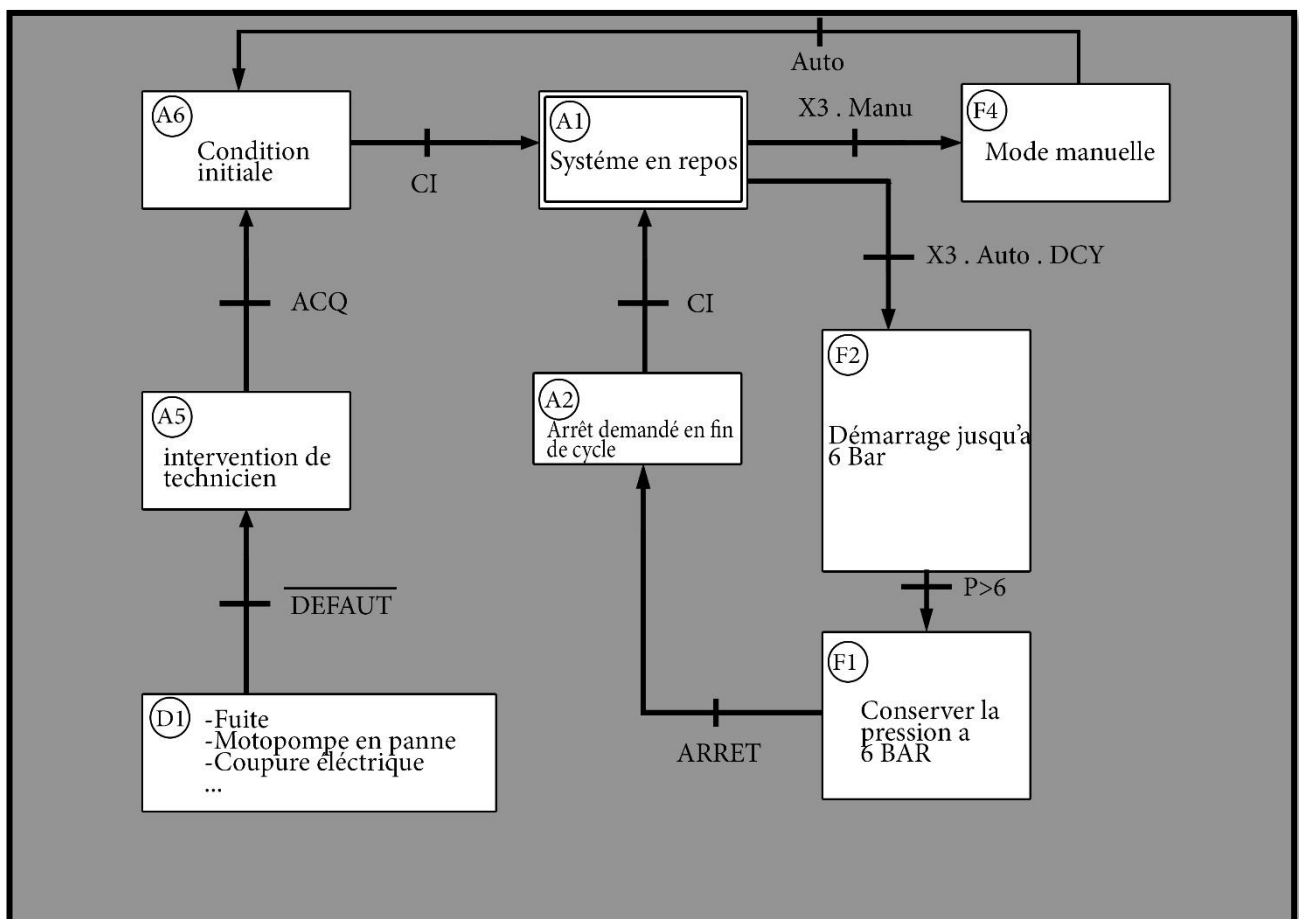 Auto
A6
Condition
initiale
CI
A1
Systéme en repos
X3 . Manu
F4
Mode manuelle
X3 . Auto . DCY
ACQ
CI
F2
Démarrage jusqu'a
6 Bar
A5
intervention de
technicien
A2
Arrêt demandé en fin
de cycle
DEFAUT
P>6
D1
-Fuite
-Motopompe en panne
-Coupure éléctrique
...
ARRET
F1
Conserver la
pression a
6 BAR